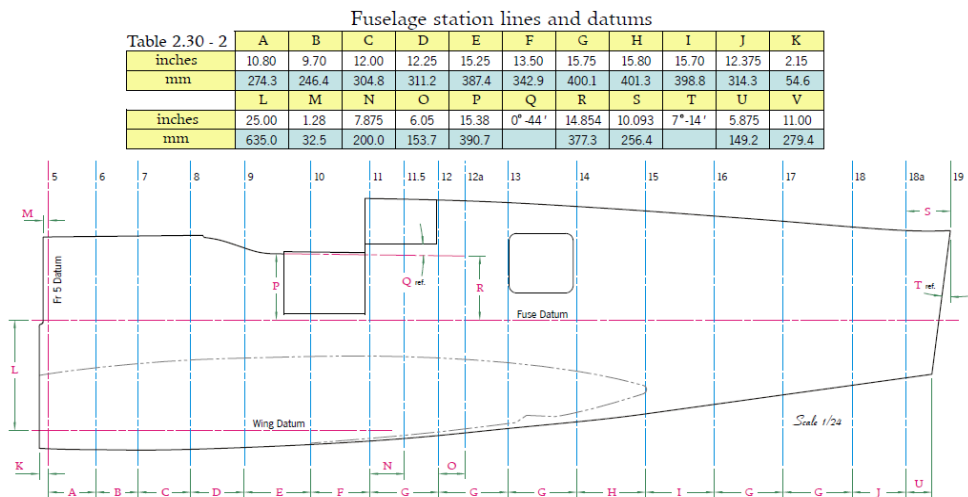 Fuselage station lines and datums
Table 2.30 - 2 A B C D E F G H I J K
inches 10.80 9.70 12.00 12.25 15.25 13.50 15.75 15.80 15.70 12.375 2.15
mm 274.3 246.4 304.8 311.2 387.4 342.9 400.1 401.3 398.8 314.3 54.6
L M N O P Q R S T U V
inches 25.00 1.28 7.875 6.05 15.38 0°-44' 14.854 10.093 7°-14' 5.875 11.00
mm 635.0 32.5 200.0 153.7 390.7 377.3 256.4 149.2 279.4
5 6 7 8 9 10 11 11.5 12 12a 13 14 15 16 17 18 18a 19
M S
Fr 5 Datum
P Q ref. R T ref.
Fuse Datum
L
Wing Datum
Scale 1/24
K N O U
A B C D E F G G G H I G G J